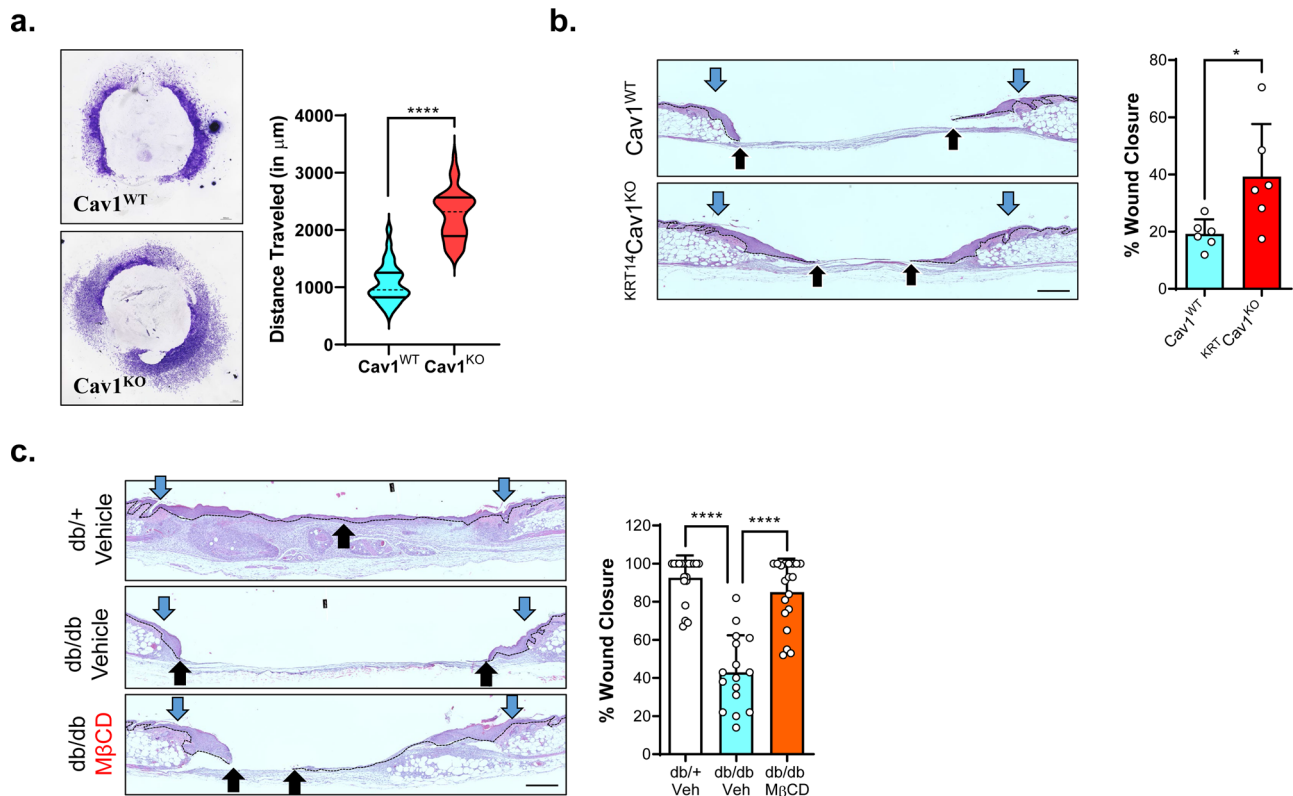 a.
Cav1WT
Cav1KO
Distance Traveled (in μm)
4000
3000
2000
1000
0
****
Cav1WT Cav1KO
b.
Cav1WT
KRT14Cav1KO
% Wound Closure
80
60
40
20
0
*
Cav1WT
KRTCav1KO
c.
db/+
Vehicle
db/db
Vehicle
db/db
MβCD
% Wound Closure
120
100
80
60
40
20
0
**** ****
db/+ db/db db/db
Veh Veh MβCD